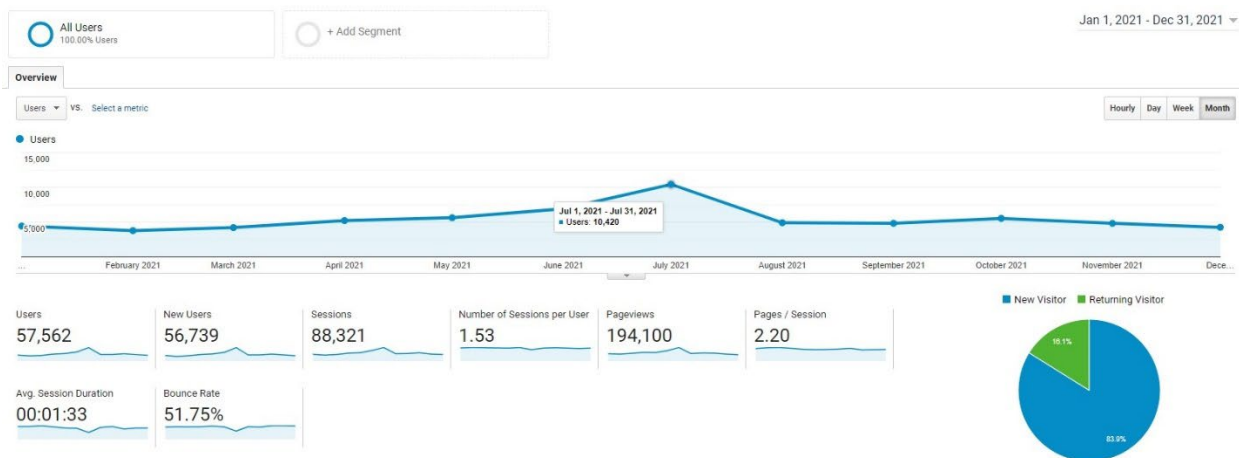 All Users
100.00% Users
+ Add Segment
Jan 1, 2021 - Dec 31, 2021
Overview
Users VS. Select a metric
Hourly Day Week Month
Users
15,000
10,000
5,000
Jul 1, 2021 - Jul 31, 2021
Users: 10,420
... February 2021 March 2021 April 2021 May 2021 June 2021 July 2021 August 2021 September 2021 October 2021 November 2021 Dece...
New Visitor Returning Visitor
Users New Users Sessions Number of Sessions per User Pageviews Pages / Session
57,562 56,739 88,321 1.53 194,100 2.20
16.1%
Avg. Session Duration Bounce Rate
00:01:33 51.75%
83.9%